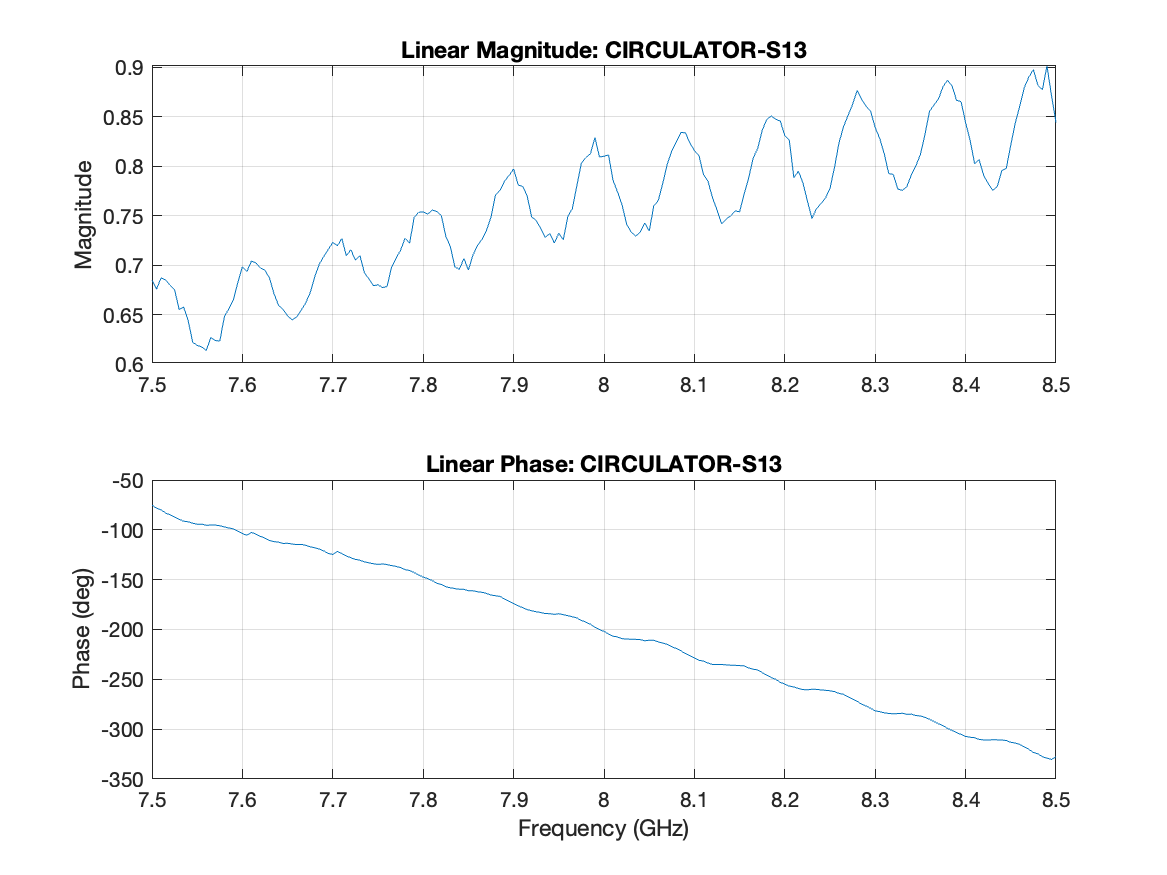 Linear Magnitude: CIRCULATOR-S13
Magnitude
0.9
0.85
0.8
0.75
0.7
0.65
0.6
7.5 7.6 7.7 7.8 7.9 8 8.1 8.2 8.3 8.4 8.5
Linear Phase: CIRCULATOR-S13
Phase (deg)
-50
-100
-150
-200
-250
-300
-350
7.5 7.6 7.7 7.8 7.9 8 8.1 8.2 8.3 8.4 8.5
Frequency (GHz)